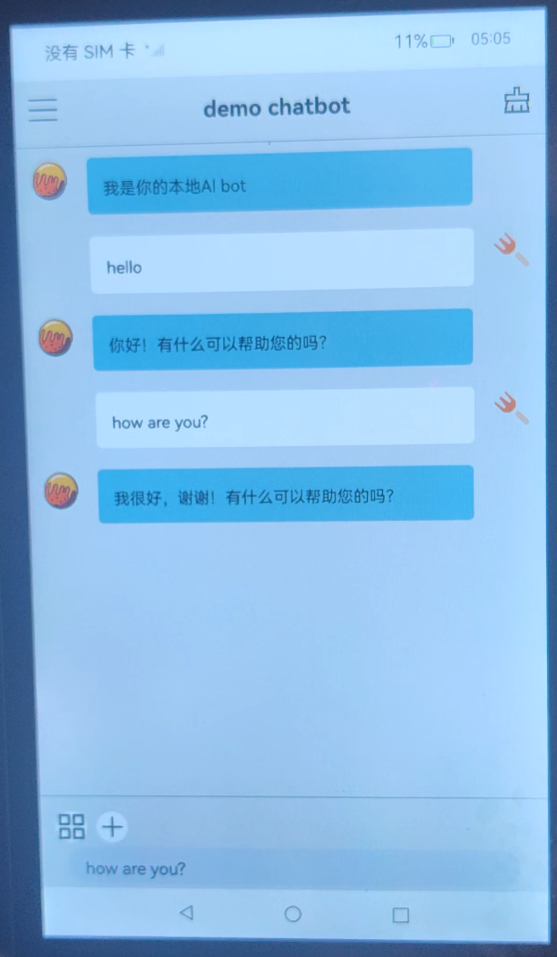 没有 SIM 卡
11% 05:05
demo chatbot
我是你的本地AI bot
hello
你好！有什么可以帮助您的吗？
how are you?
我很好，谢谢！有什么可以帮助您的吗？
how are you?